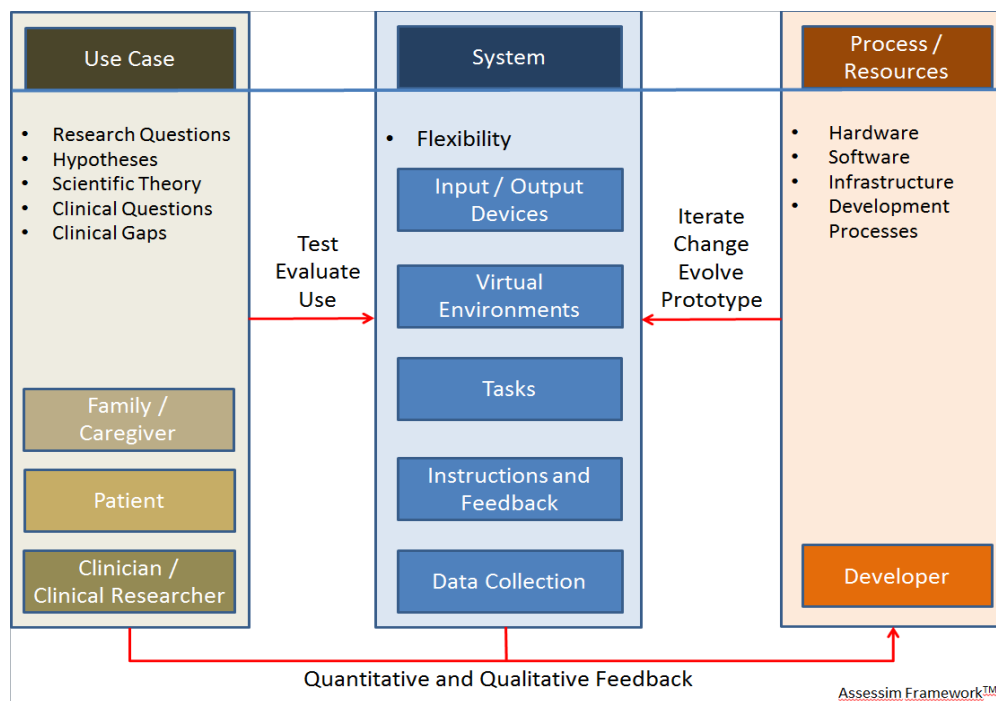 Use Case
• Research Questions
• Hypotheses
• Scientific Theory
• Clinical Questions
• Clinical Gaps
Family /
Caregiver
Patient
Clinician /
Clinical Researcher
Test
Evaluate
Use
System
• Flexibility
Input / Output
Devices
Virtual
Environments
Tasks
Instructions and
Feedback
Data Collection
Iterate
Change
Evolve
Prototype
Process /
Resources
• Hardware
• Software
• Infrastructure
• Development
Processes
Developer
Quantitative and Qualitative Feedback
Assessim Framework™